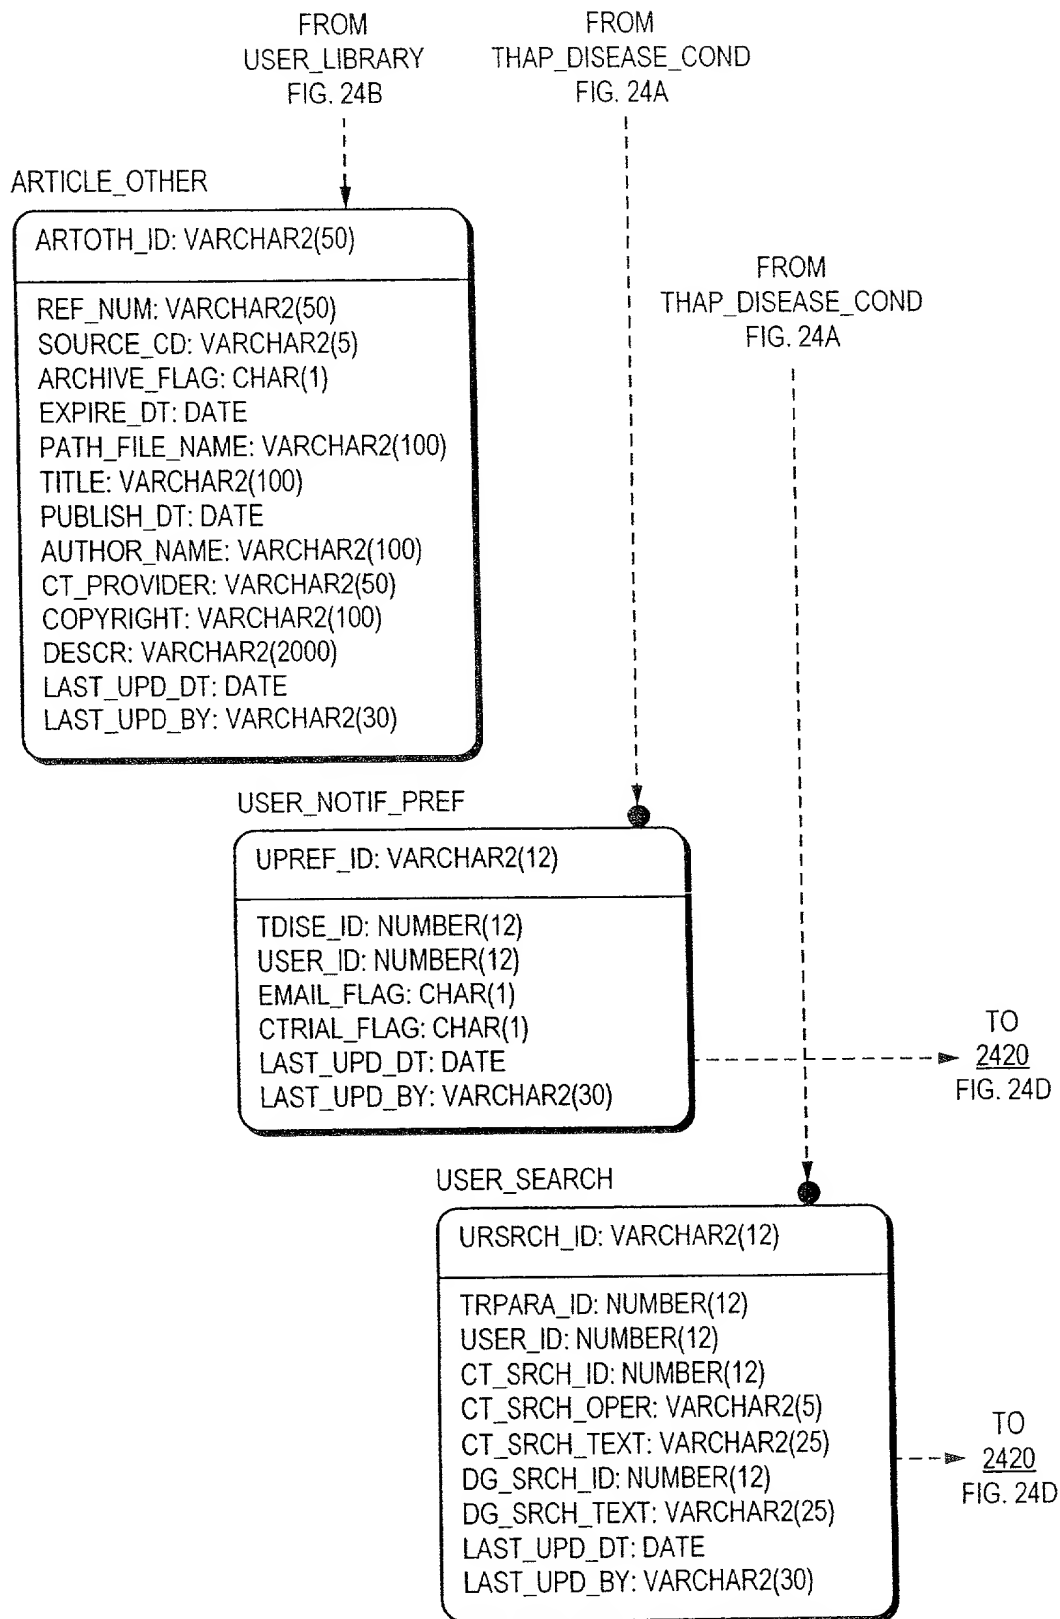 FROM
USER_LIBRARY
FIG. 24B
FROM
THAP_DISEASE_COND
FIG. 24A
ARTICLE_OTHER
ARTOTH_ID: VARCHAR2(50)
REF_NUM: VARCHAR2(50)
SOURCE_CD: VARCHAR2(5)
ARCHIVE_FLAG: CHAR(1)
EXPIRE_DT: DATE
PATH_FILE_NAME: VARCHAR2(100)
TITLE: VARCHAR2(100)
PUBLISH_DT: DATE
AUTHOR_NAME: VARCHAR2(100)
CT_PROVIDER: VARCHAR2(50)
COPYRIGHT: VARCHAR2(100)
DESCR: VARCHAR2(2000)
LAST_UPD_DT: DATE
LAST_UPD_BY: VARCHAR2(30)
FROM
THAP_DISEASE_COND
FIG. 24A
USER_NOTIF_PREF
UPREF_ID: VARCHAR2(12)
TDISE_ID: NUMBER(12)
USER_ID: NUMBER(12)
EMAIL_FLAG: CHAR(1)
CTRIAL_FLAG: CHAR(1)
LAST_UPD_DT: DATE
LAST_UPD_BY: VARCHAR2(30)
TO
2420
FIG. 24D
USER_SEARCH
URSRCH_ID: VARCHAR2(12)
TRPARA_ID: NUMBER(12)
USER_ID: NUMBER(12)
CT_SRCH_ID: NUMBER(12)
CT_SRCH_OPER: VARCHAR2(5)
CT_SRCH_TEXT: VARCHAR2(25)
DG_SRCH_ID: NUMBER(12)
DG_SRCH_TEXT: VARCHAR2(25)
LAST_UPD_DT: DATE
LAST_UPD_BY: VARCHAR2(30)
TO
2420
FIG. 24D